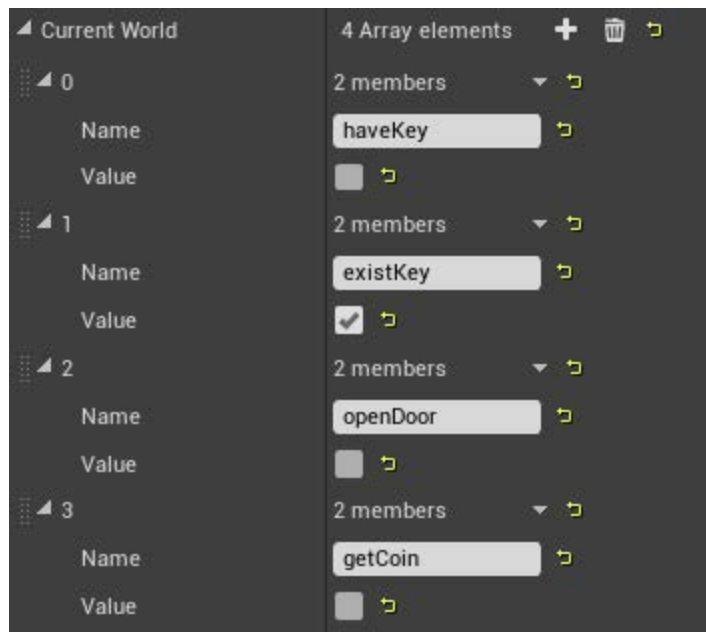 Current World 4 Array elements
0 2 members
Name haveKey
Value
1 2 members
Name existKey
Value
2 2 members
Name openDoor
Value
3 2 members
Name getCoin
Value